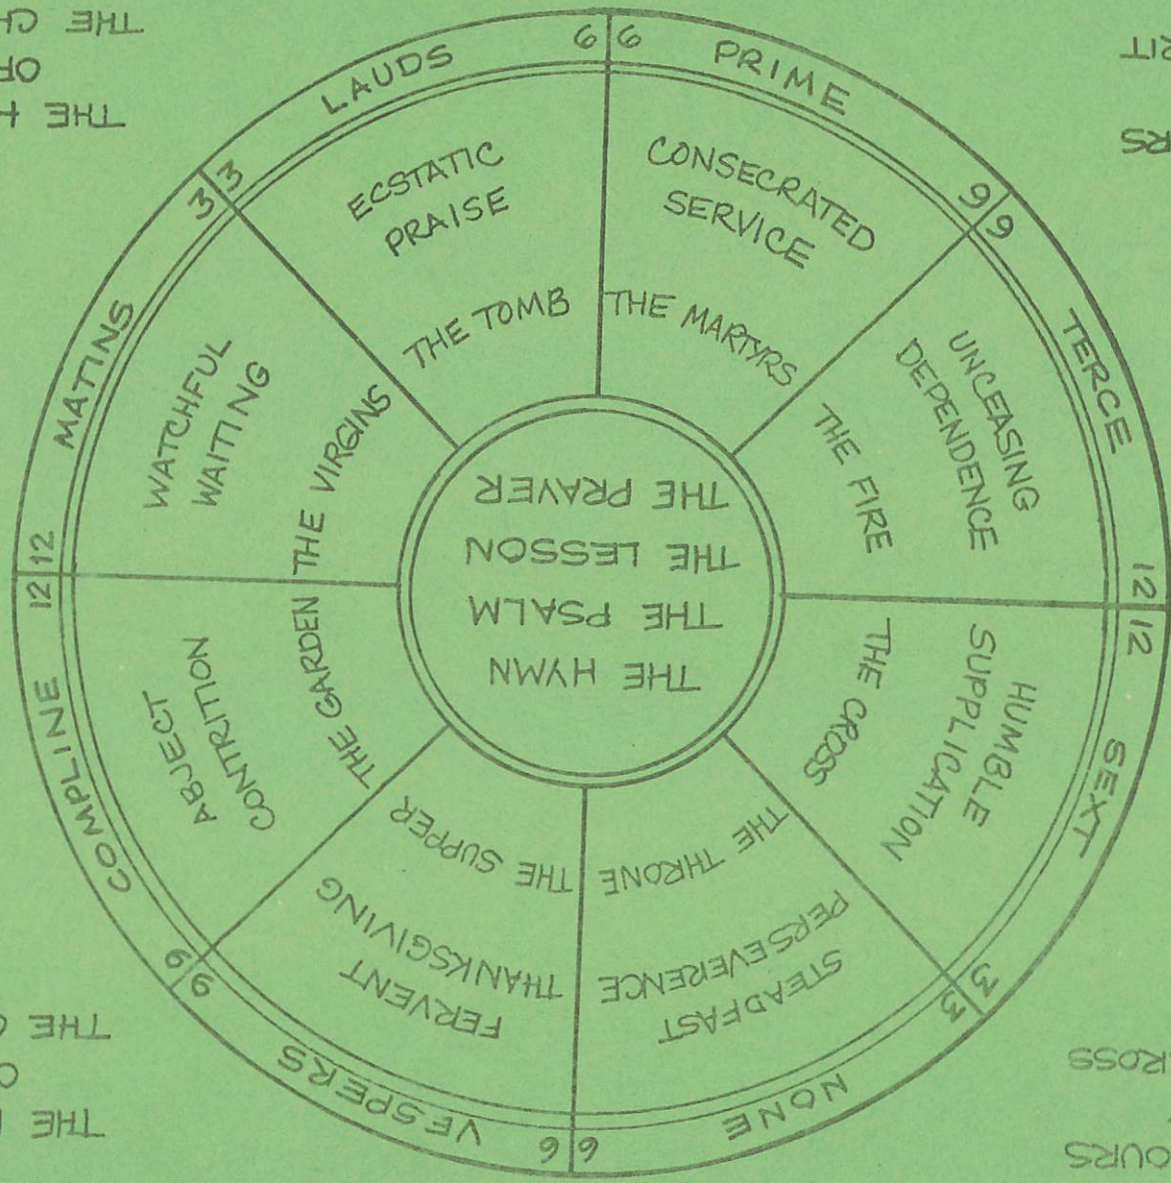 THE
OF
THE
RIT
RS
LAUDS
6
6
PRIME
9
ECSTATIC
PRAISE
THE TOMB
CONSECRATED
SERVICE
THE MARTYRS
9
TERCE
12
UNCEASING
DEPENDENCE
THE FIRE
12
SEXT
3
HUMBLE
SUPPLICATION
THE CROSS
3
NONE
6
STEADFAST
PERSEVERENCE
THE THRONE
6
VESPERS
9
FERVENT
THANKSGIVING
THE SUPPER
9
COMPLINE
12
ABJECT
CONTRITION
THE GARDEN
12
MATINS
3
WATCHFUL
WAITING
THE VIRGINS
3
THE HYMN
THE PSALM
THE LESSON
THE PRAYER
OURS
ROSS
THE
THE